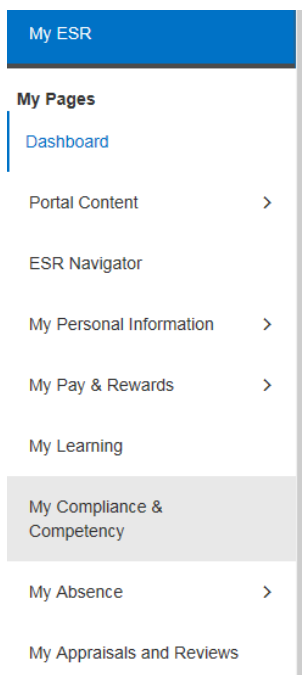 My ESR
My Pages
Dashboard
Portal Content
ESR Navigator
My Personal Information
My Pay & Rewards
My Learning
My Compliance &
Competency
My Absence
My Appraisals and Reviews